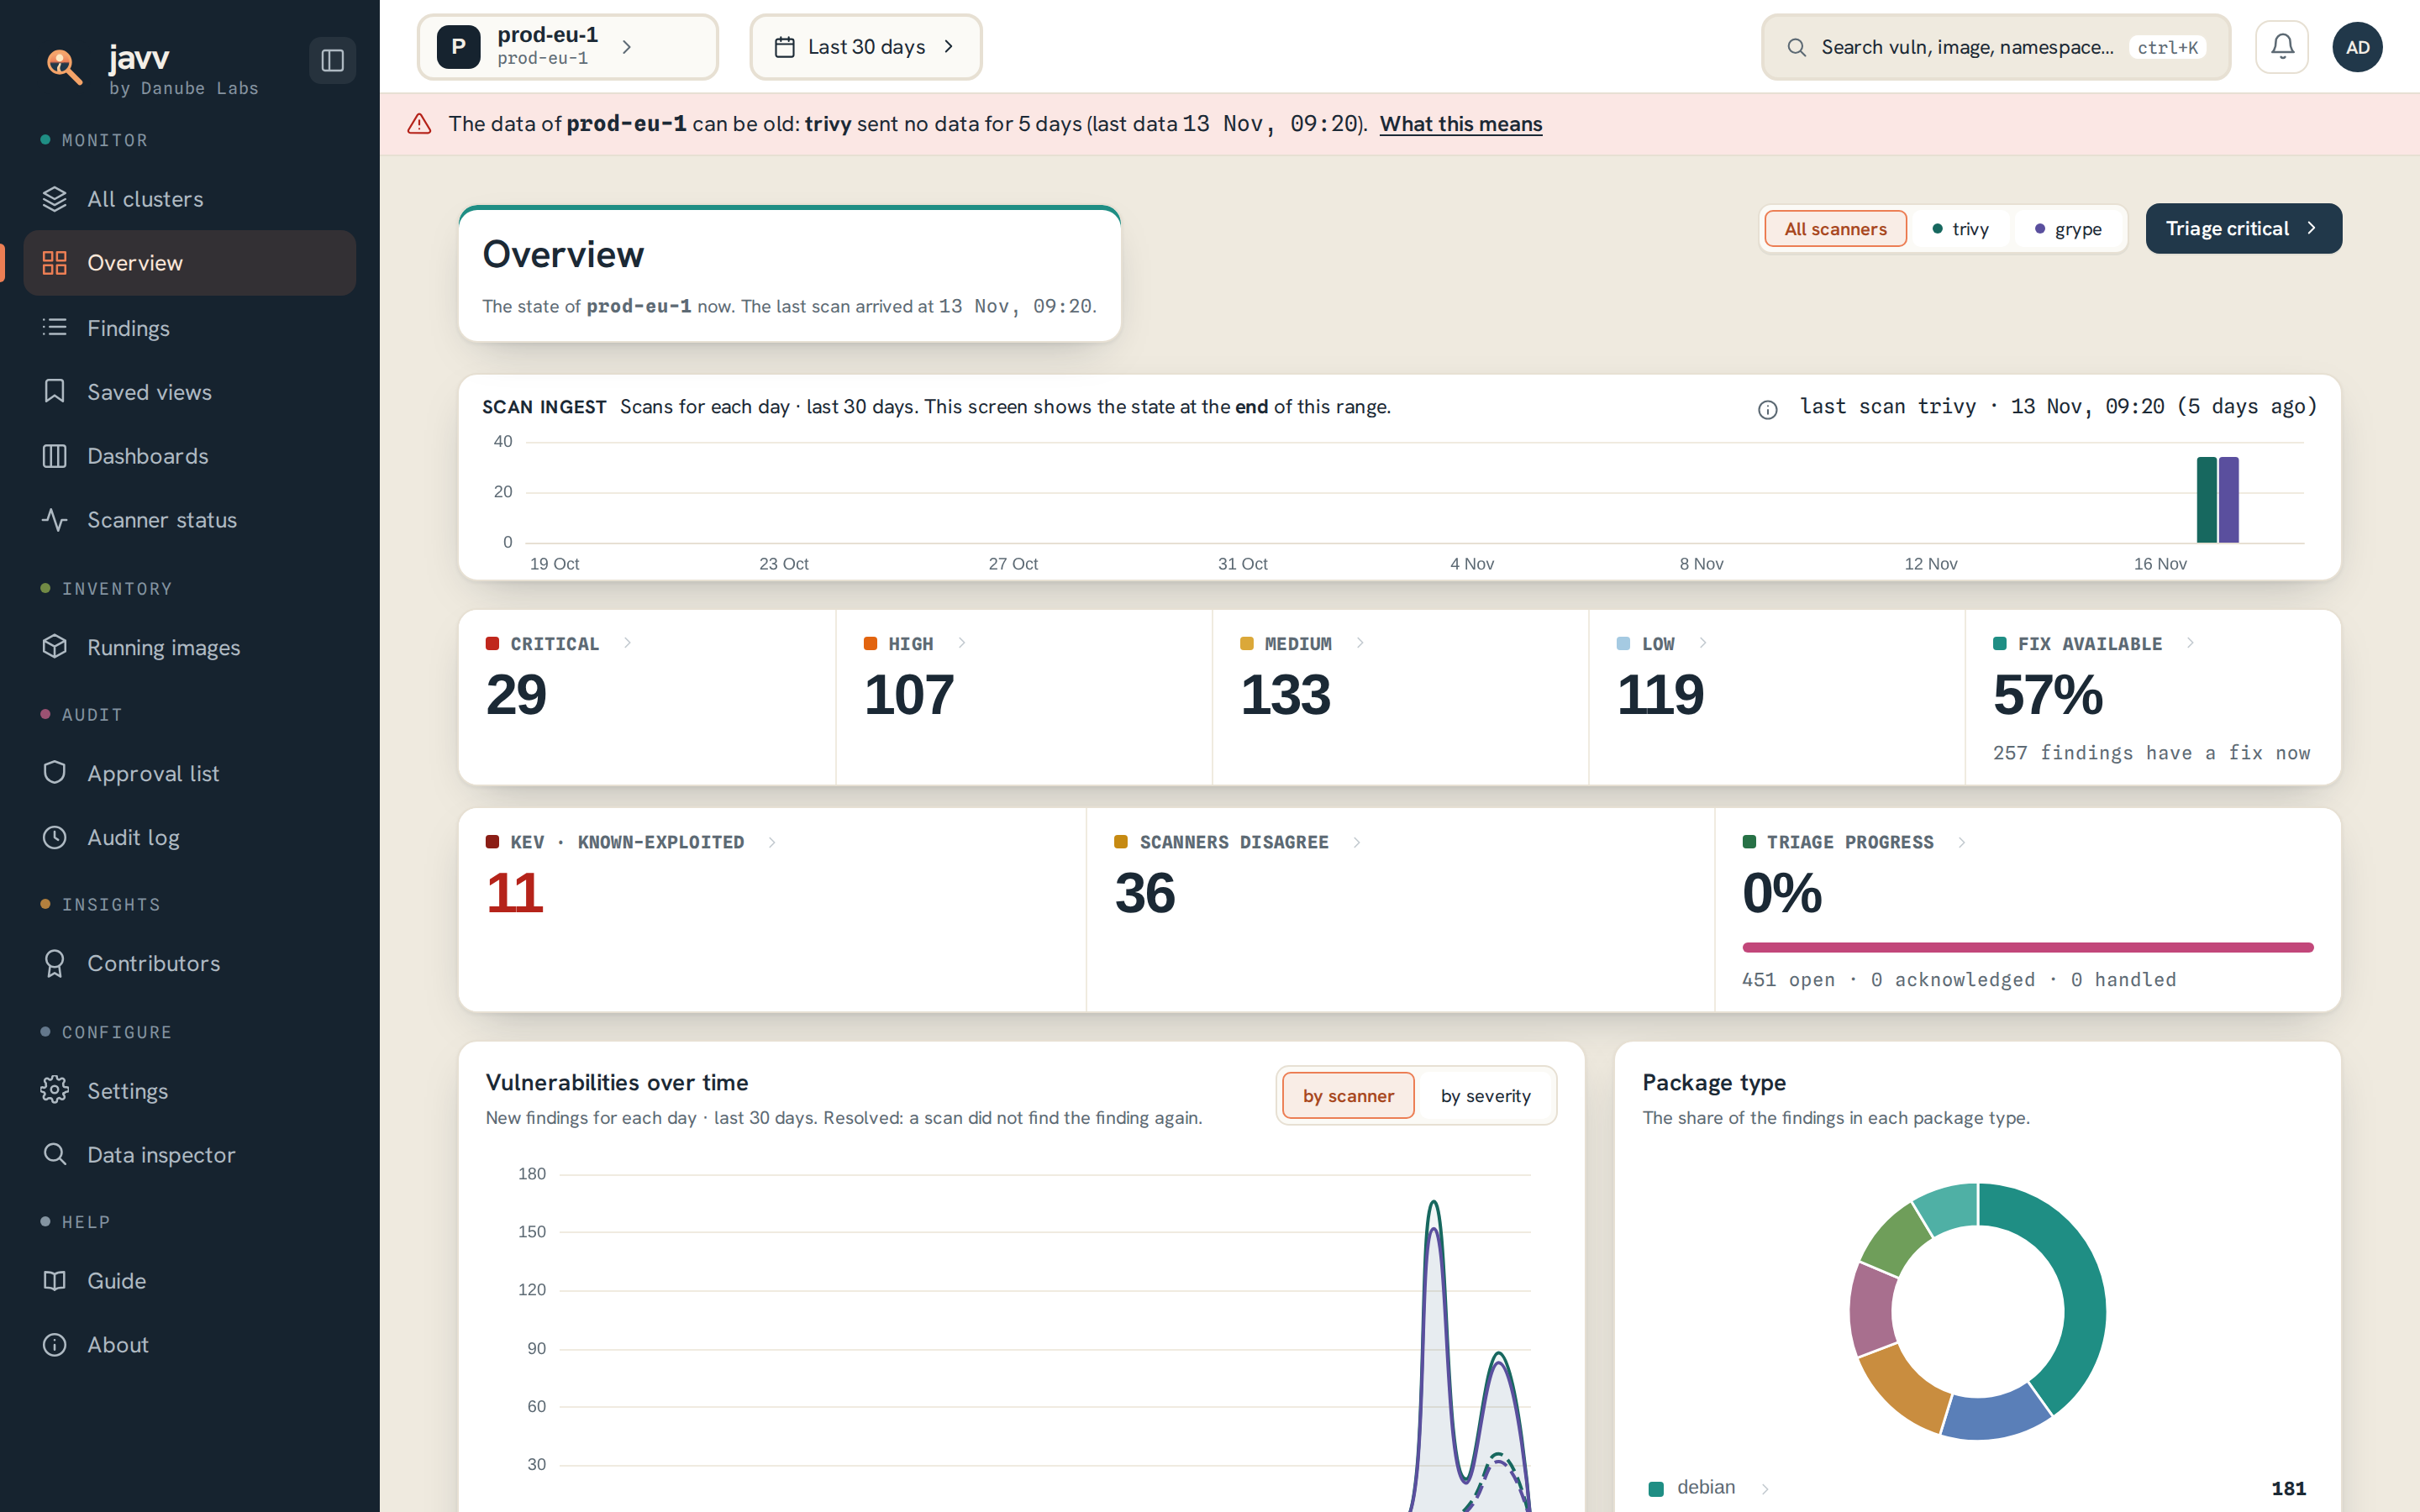 javv
by Danube Labs
MONITOR
All clusters
Overview
Findings
Saved views
Dashboards
Scanner status
INVENTORY
Running images
AUDIT
Approval list
Audit log
INSIGHTS
Contributors
CONFIGURE
Settings
Data inspector
HELP
Guide
About
P
prod-eu-1
prod-eu-1
Last 30 days
Search vuln, image, namespace...
ctrl+K
AD
The data of prod-eu-1 can be old: trivy sent no data for 5 days (last data 13 Nov, 09:20). What this means
Overview
The state of prod-eu-1 now. The last scan arrived at 13 Nov, 09:20.
All scanners
trivy
grype
Triage critical
SCAN INGEST Scans for each day · last 30 days. This screen shows the state at the end of this range.
last scan trivy · 13 Nov, 09:20 (5 days ago)
40
20
0
19 Oct
23 Oct
27 Oct
31 Oct
4 Nov
8 Nov
12 Nov
16 Nov
CRITICAL
29
HIGH
107
MEDIUM
133
LOW
119
FIX AVAILABLE
57%
257 findings have a fix now
KEV · KNOWN-EXPLOITED
11
SCANNERS DISAGREE
36
TRIAGE PROGRESS
0%
451 open · 0 acknowledged · 0 handled
Vulnerabilities over time
New findings for each day · last 30 days. Resolved: a scan did not find the finding again.
by scanner
by severity
180
150
120
90
60
30
Package type
The share of the findings in each package type.
debian
181